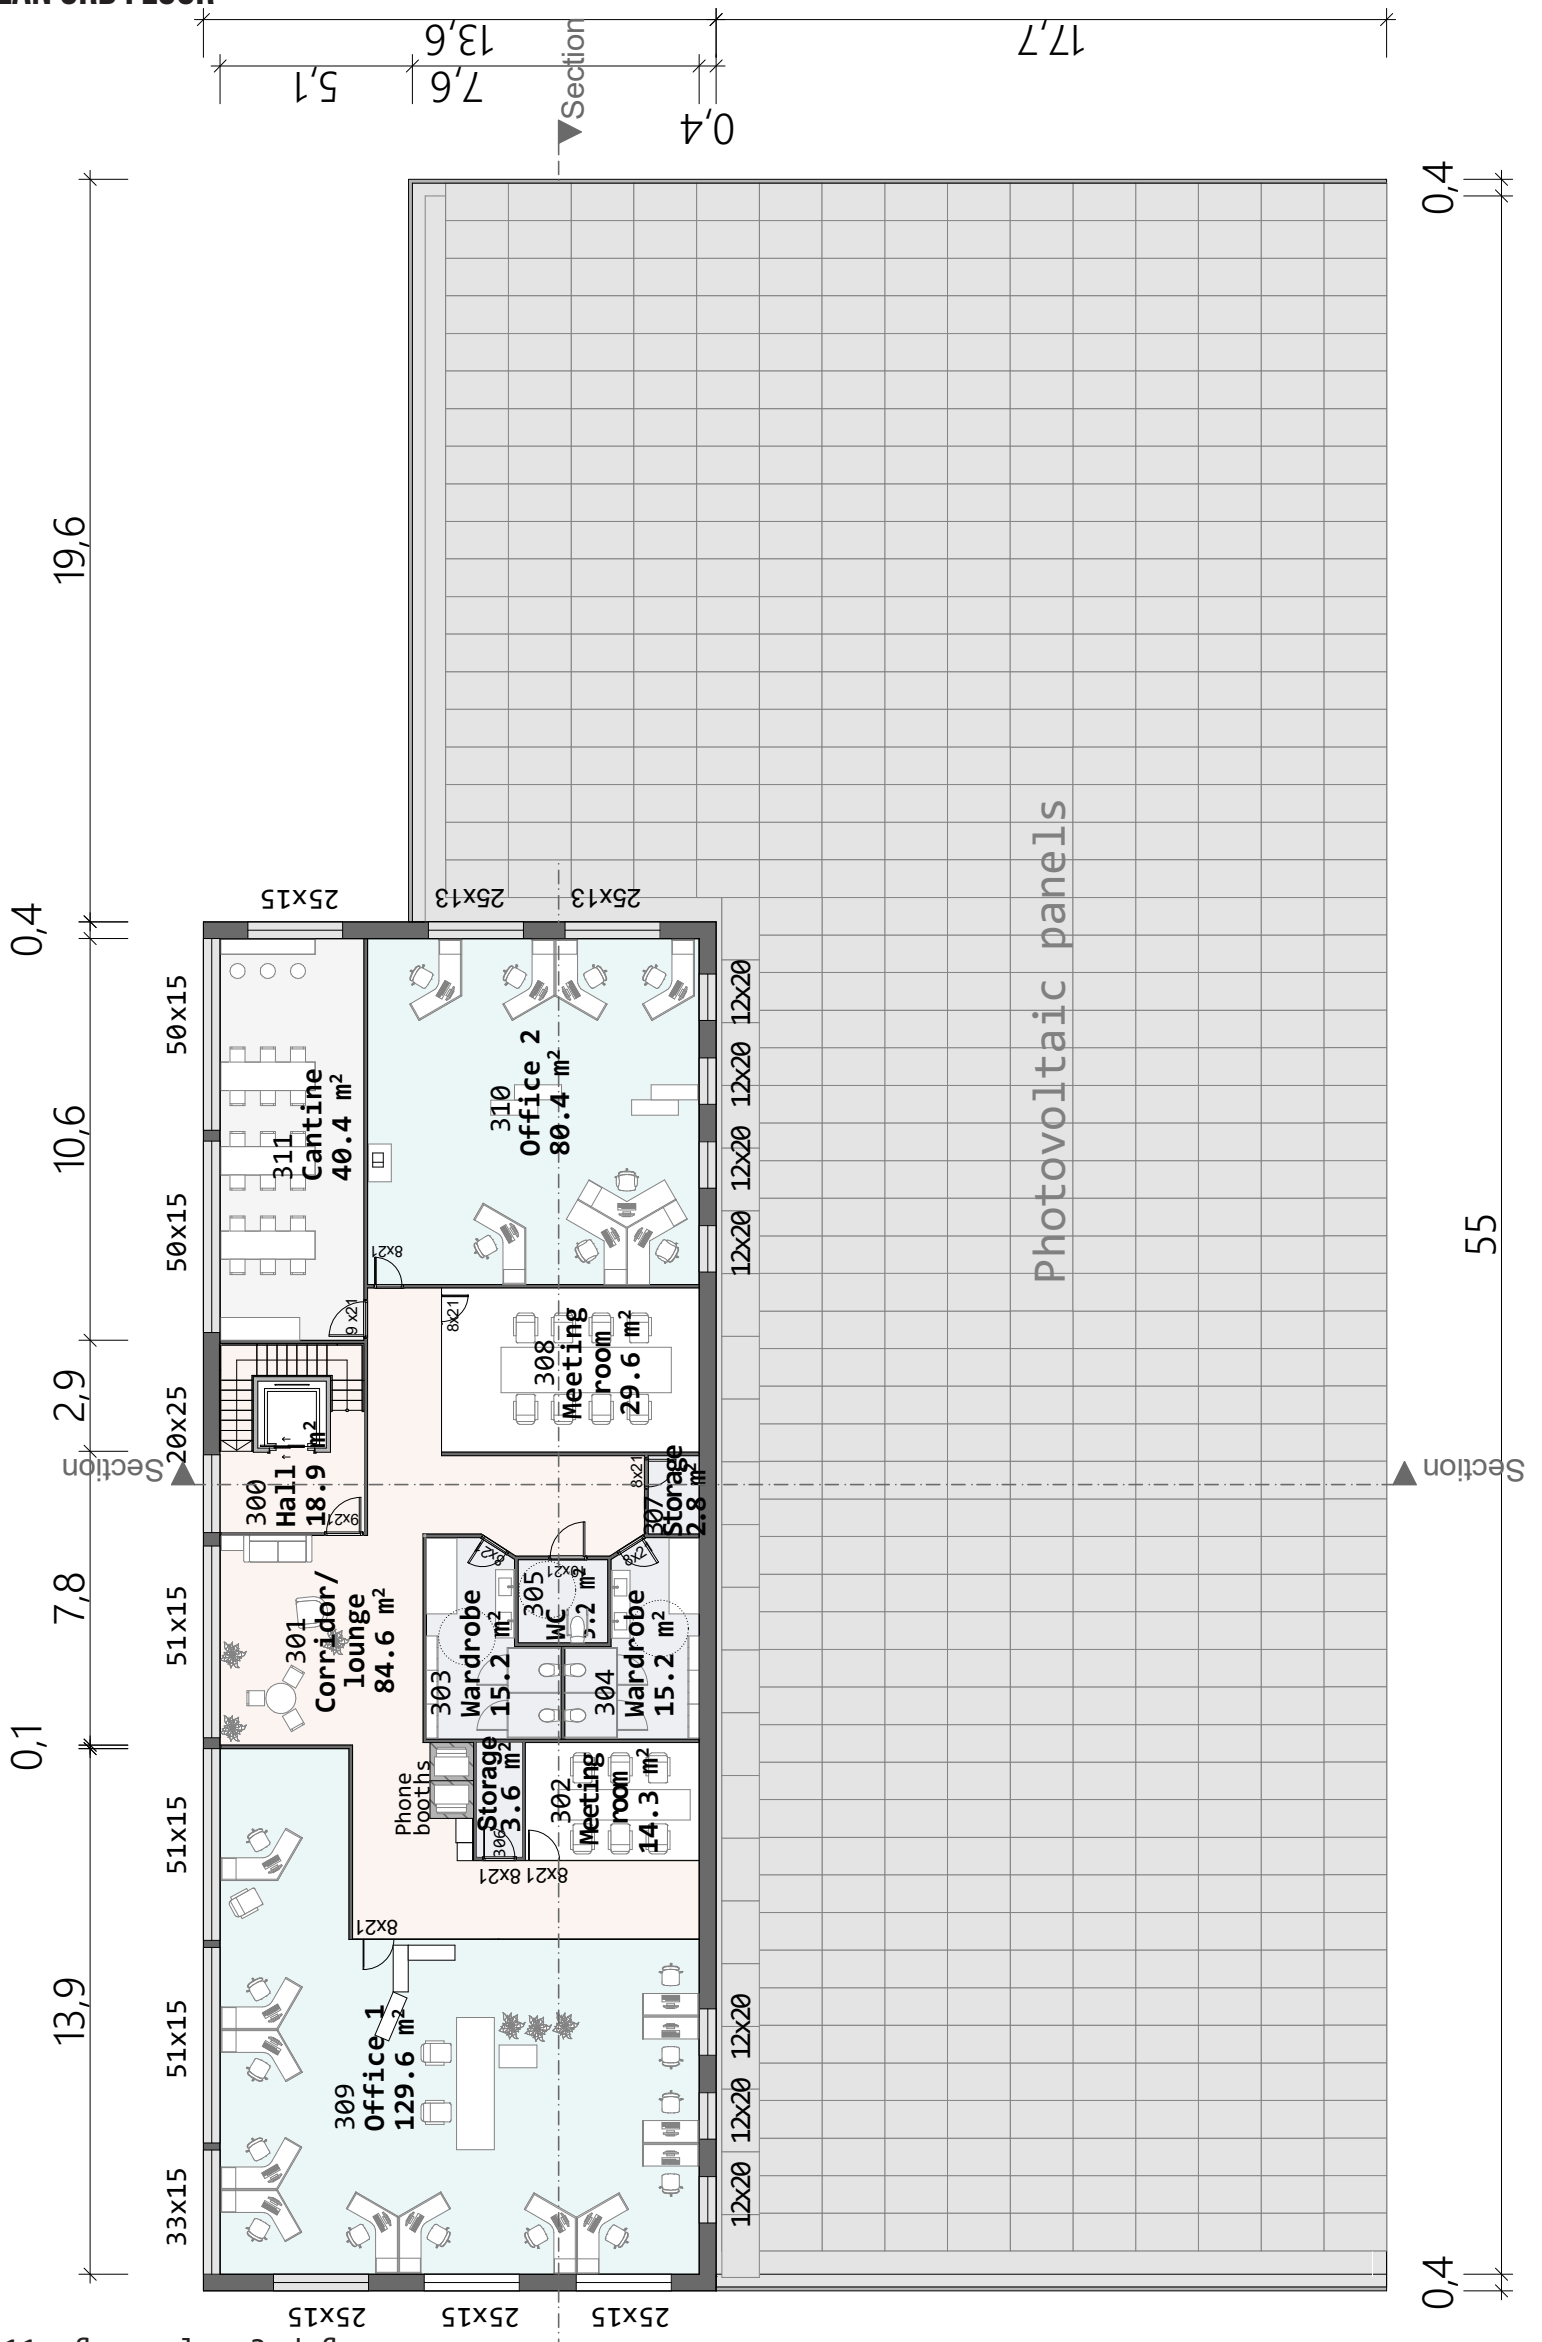 13,6
17,7
5,1
7,6
0,4
Section
0,4
19,6
0,4
10,6
2,9
7,8
0,1
13,9
55
0,4
25x15
25x13
25x13
50x15
50x15
20x25
51x15
51x15
51x15
33x15
12x20
12x20
12x20
12x20
12x20
12x20
12x20
25x15
25x15
25x15
Photovoltaic panels
311
Cantine
40.4 m²
310
Office 2
80.4 m²
8x21
9 x21
8x21
308
Meeting
room
29.6 m²
Section
Section
300
Hall
18.9 m²
9x21
8x21
307
Storage
2.8 m²
301
Corridor/
lounge
84.6 m²
303
Wardrobe
15.2 m²
305
WC
304
Wardrobe
15.2 m²
Phone
booths
306
Storage
3.6 m²
302
Meeting
room
14.3 m²
8x21
8x21
8x21
309
Office 1
129.6 m²